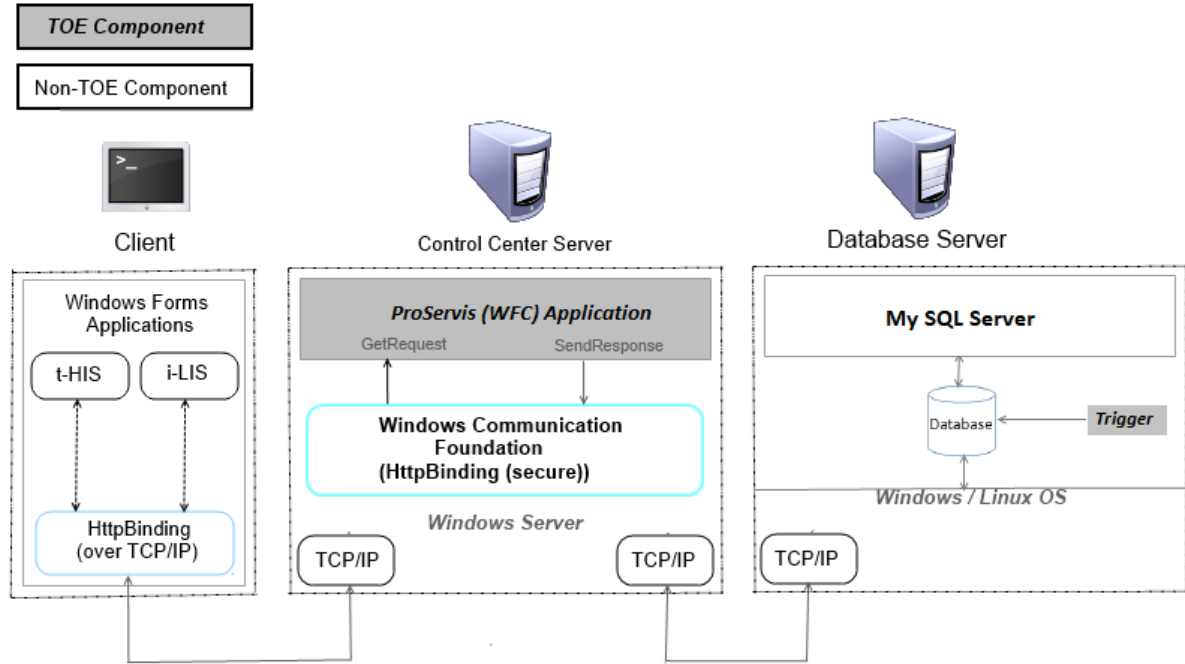 TOE Component
Non-TOE Component
>_
Client
Control Center Server
Database Server
Windows Forms
Applications
t-HIS
i-LIS
HttpBinding
(over TCP/IP)
ProServis (WFC) Application
GetRequest
SendResponse
Windows Communication
Foundation
(HttpBinding (secure))
Windows Server
TCP/IP
TCP/IP
My SQL Server
Database
Trigger
Windows / Linux OS
TCP/IP